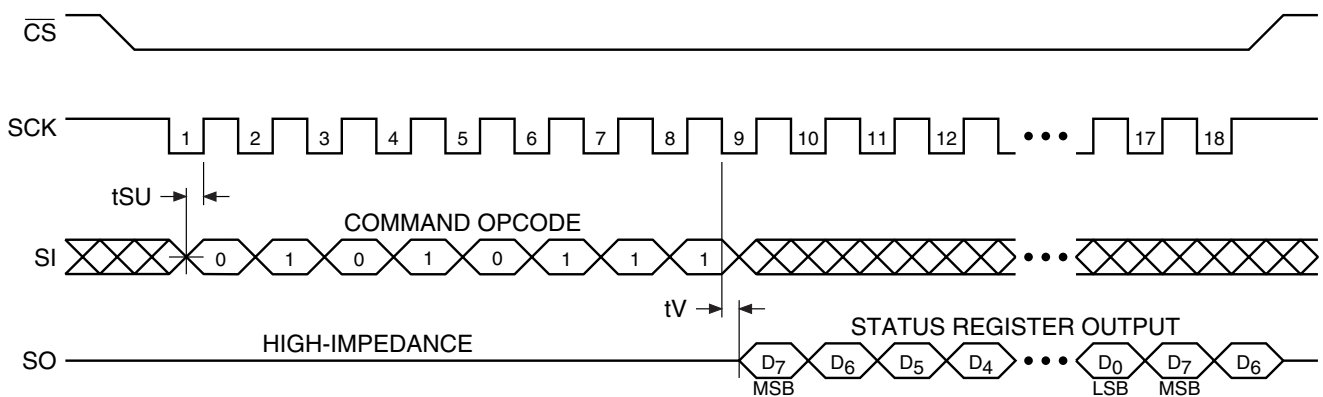 CS
SCK 1 2 3 4 5 6 7 8 9 10 11 12 ••• 17 18
tSU
COMMAND OPCODE
SI 0 1 0 1 0 1 1 1 •••
tV
HIGH-IMPEDANCE STATUS REGISTER OUTPUT
SO D7 D6 D5 D4 ••• D0 D7 D6
MSB LSB MSB